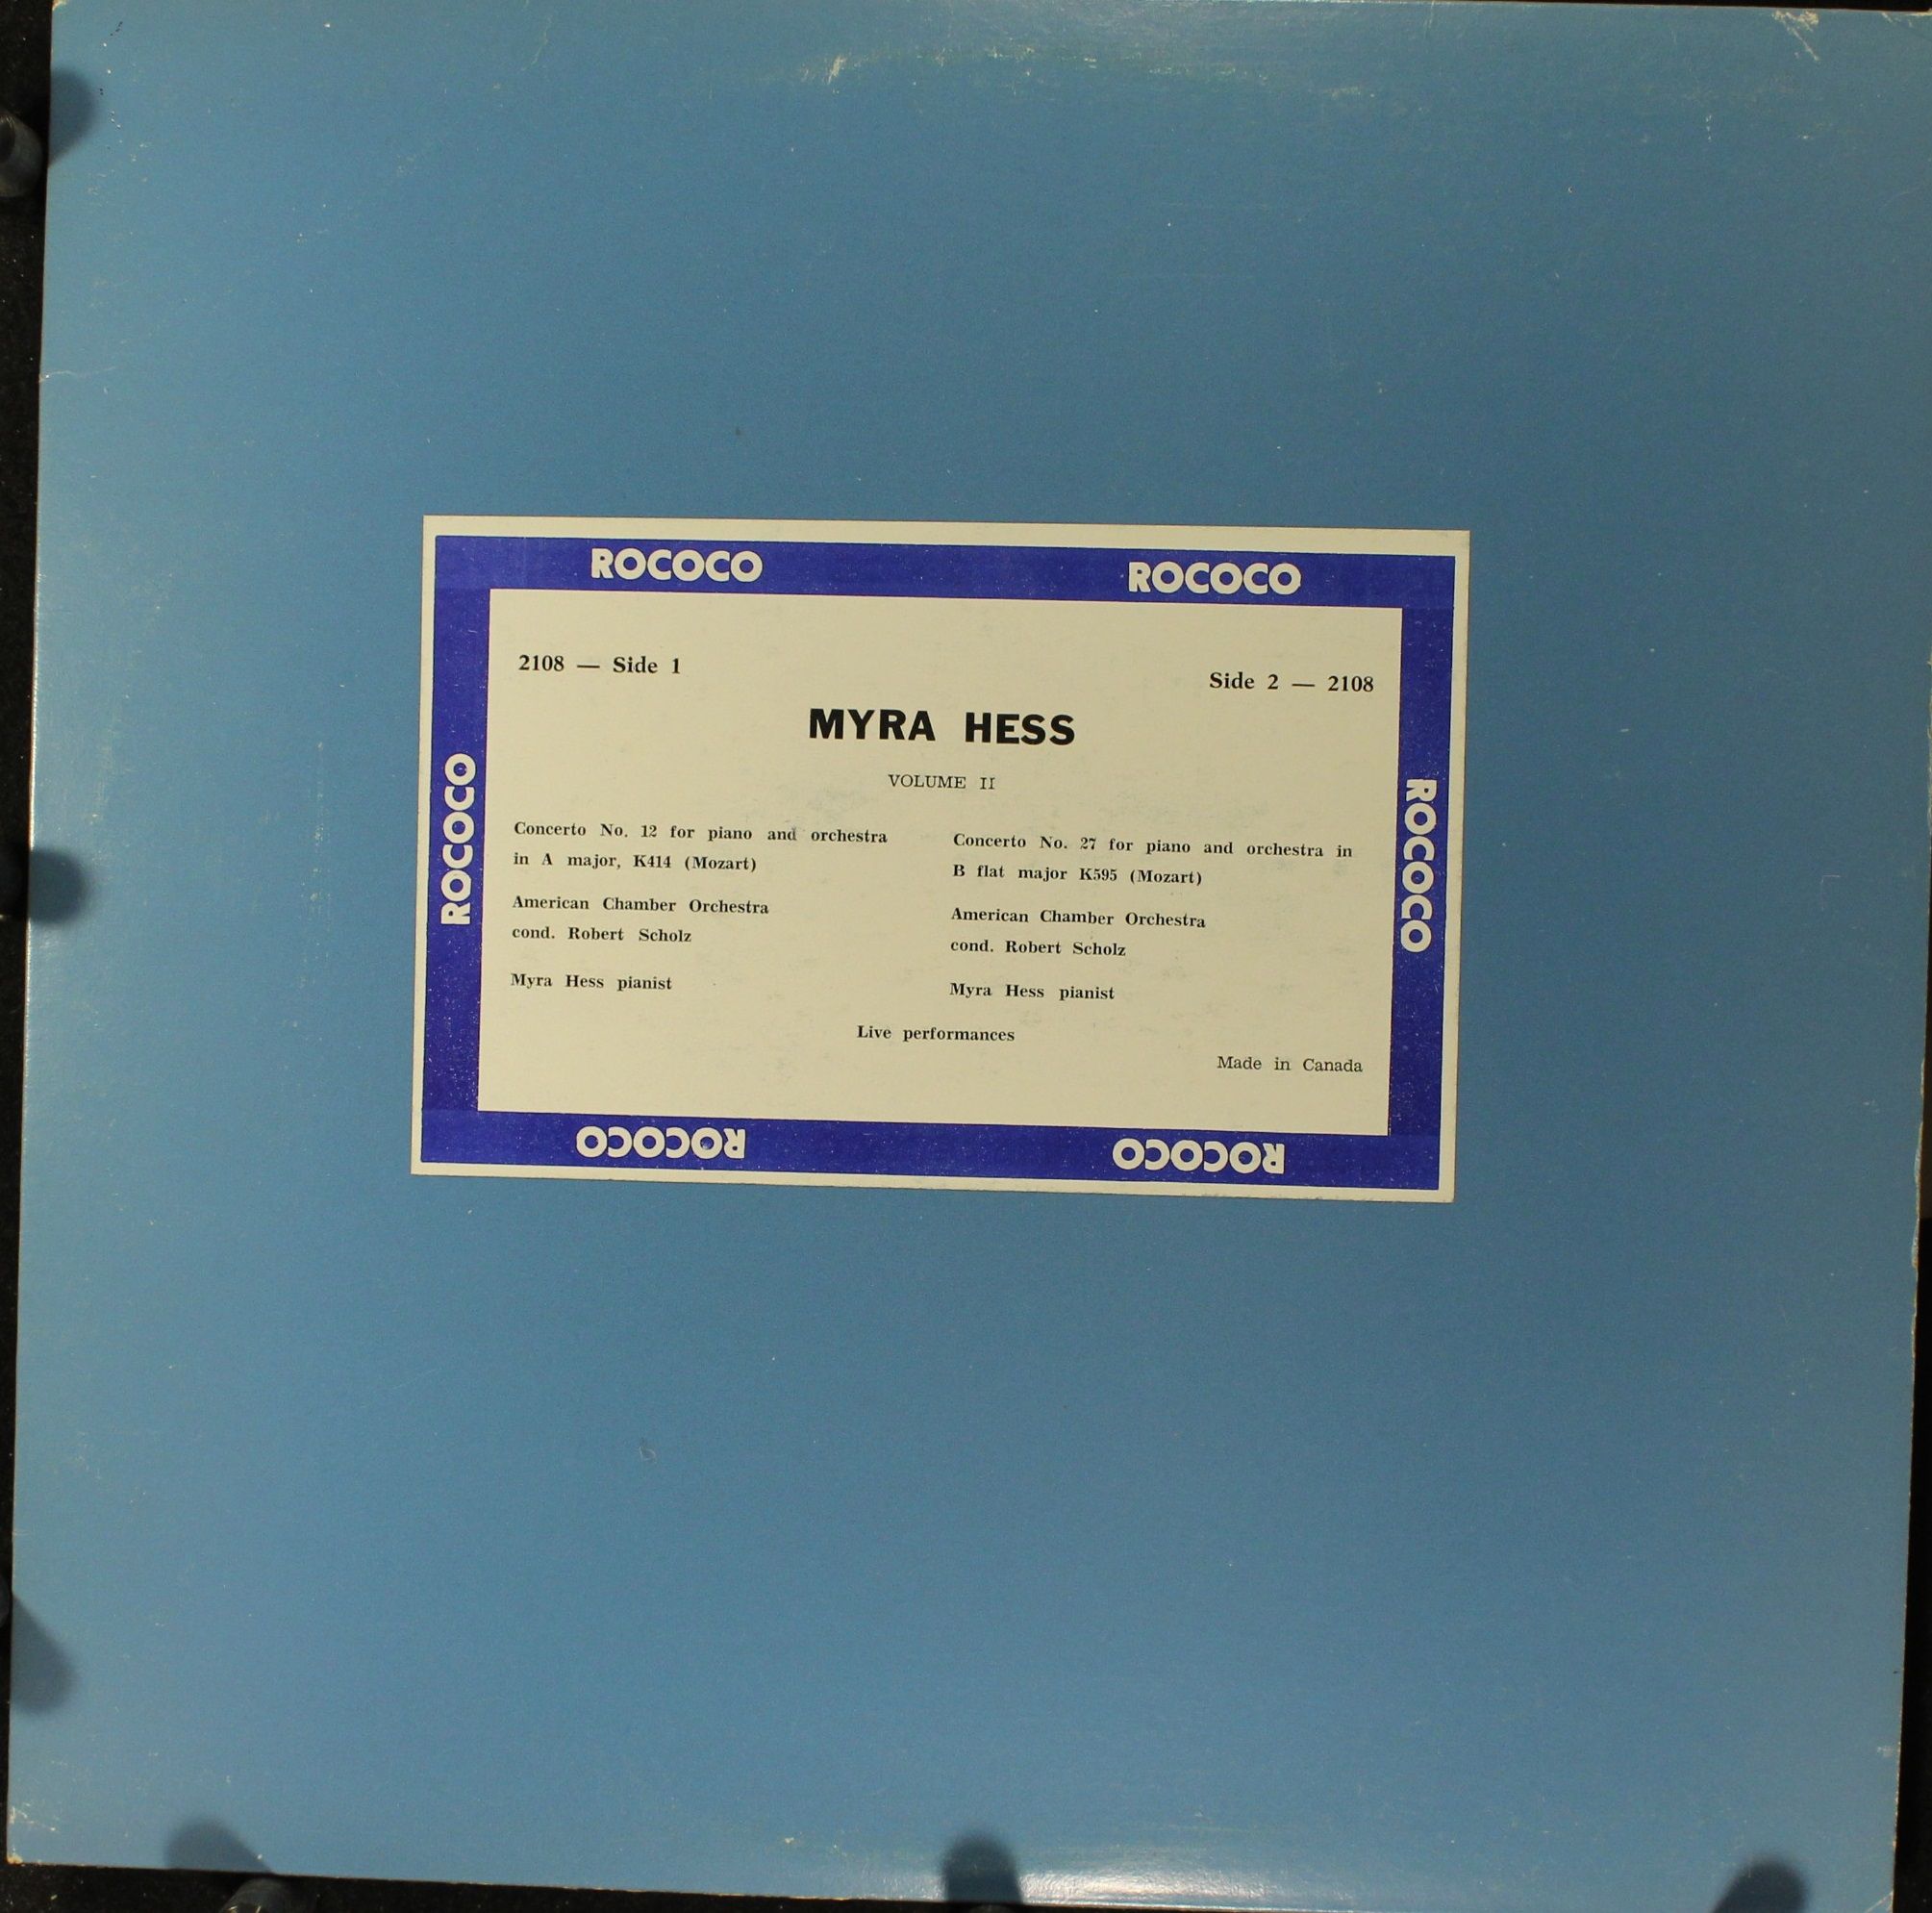 ROCOCO ROCOCO
2108 — Side 1
Side 2 — 2108
MYRA HESS
VOLUME II
Concerto No. 12 for piano and orchestra
in A major, K414 (Mozart)
American Chamber Orchestra
cond. Robert Scholz
Myra Hess pianist
Concerto No. 27 for piano and orchestra in
B flat major K595 (Mozart)
American Chamber Orchestra
cond. Robert Scholz
Myra Hess pianist
Live performances
Made in Canada
ROCOCO
ROCOCO
ROCOCO ROCOCO